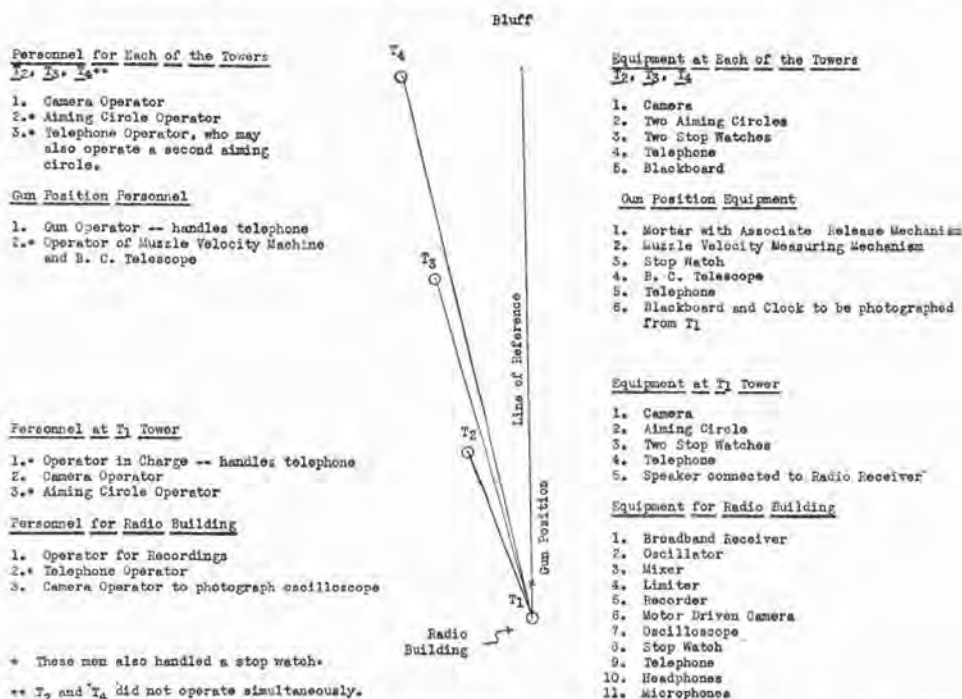 Bluff
Personnel for Each of the Towers
T2, T3, T4**
1. Camera Operator
2.* Aiming Circle Operator
3.* Telephone Operator, who may
also operate a second aiming
circle.
Gun Position Personnel
1. Gun Operator -- handles telephone
2.* Operator of Muzzle Velocity Machine
and B. C. Telescope
Personnel at T1 Tower
1.* Operator in Charge -- handles telephone
2. Camera Operator
3.* Aiming Circle Operator
Personnel for Radio Building
1. Operator for Recordings
2.* Telephone Operator
3. Camera Operator to photograph oscilloscope
* These men also handled a stop watch.
** T2 and T4 did not operate simultaneously.
T4
T3
T2
T1
Line of Reference
Gun Position
Radio
Building
Equipment at Each of the Towers
T2, T3, T4
1. Camera
2. Two Aiming Circles
3. Two Stop Watches
4. Telephone
5. Blackboard
Gun Position Equipment
1. Mortar with Associate Release Mechanism
2. Muzzle Velocity Measuring Mechanism
3. Stop Watch
4. B. C. Telescope
5. Telephone
6. Blackboard and Clock to be photographed
from T1
Equipment at T1 Tower
1. Camera
2. Aiming Circle
3. Two Stop Watches
4. Telephone
5. Speaker connected to Radio Receiver
Equipment for Radio Building
1. Broadband Receiver
2. Oscillator
3. Mixer
4. Limiter
5. Recorder
6. Motor Driven Camera
7. Oscilloscope
8. Stop Watch
9. Telephone
10. Headphones
11. Microphones